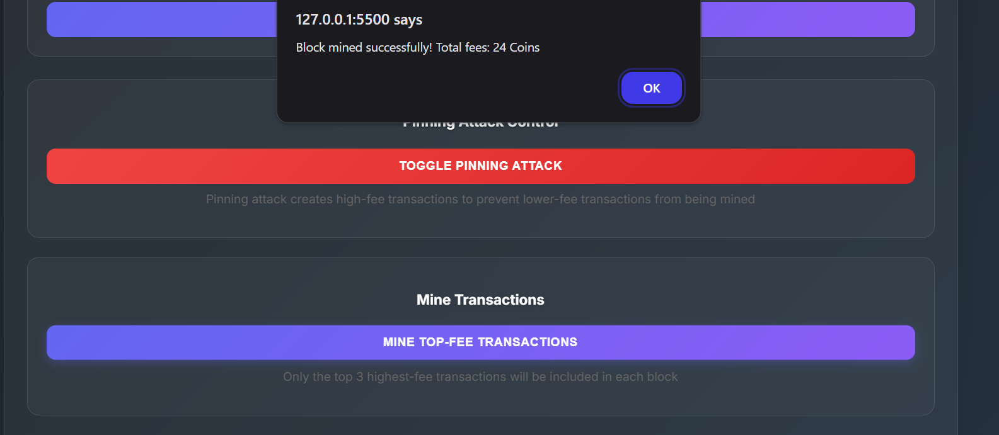 127.0.0.1:5500 says
Block mined successfully! Total fees: 24 Coins
OK
Pinning Attack Control
TOGGLE PINNING ATTACK
Pinning attack creates high-fee transactions to prevent lower-fee transactions from being mined
Mine Transactions
MINE TOP-FEE TRANSACTIONS
Only the top 3 highest-fee transactions will be included in each block